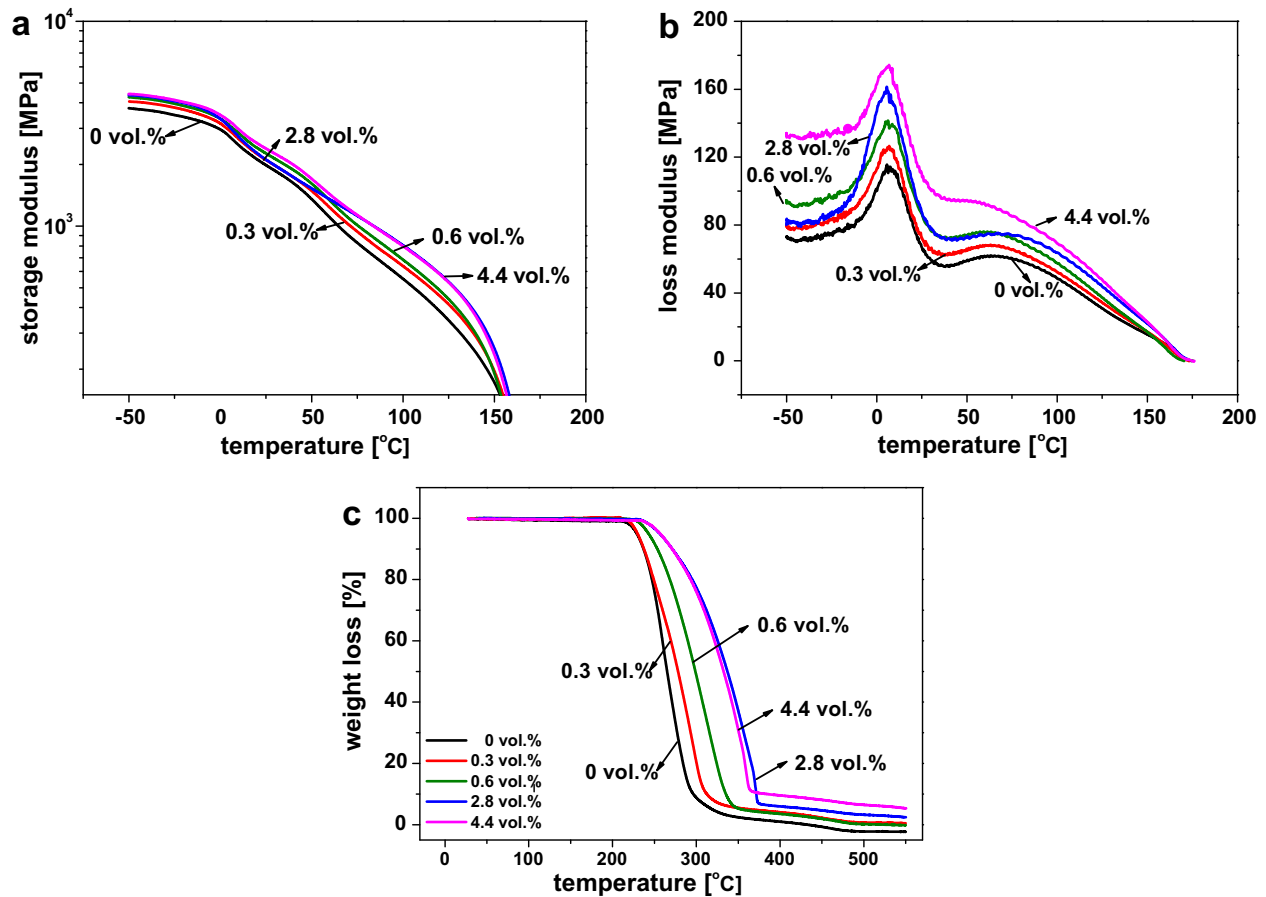 a
10⁴
10³
storage modulus [MPa]
0 vol.%
2.8 vol.%
0.3 vol.%
0.6 vol.%
4.4 vol.%
-50 0 50 100 150 200
temperature [°C]
b
200
160
120
80
40
0
loss modulus [MPa]
2.8 vol.%
0.6 vol.%
4.4 vol.%
0.3 vol.%
0 vol.%
-50 0 50 100 150 200
temperature [°C]
c
100
80
60
40
20
0
weight loss [%]
0.6 vol.%
0.3 vol.%
4.4 vol.%
0 vol.%
2.8 vol.%
0 vol.%
0.3 vol.%
0.6 vol.%
2.8 vol.%
4.4 vol.%
0 100 200 300 400 500
temperature [°C]